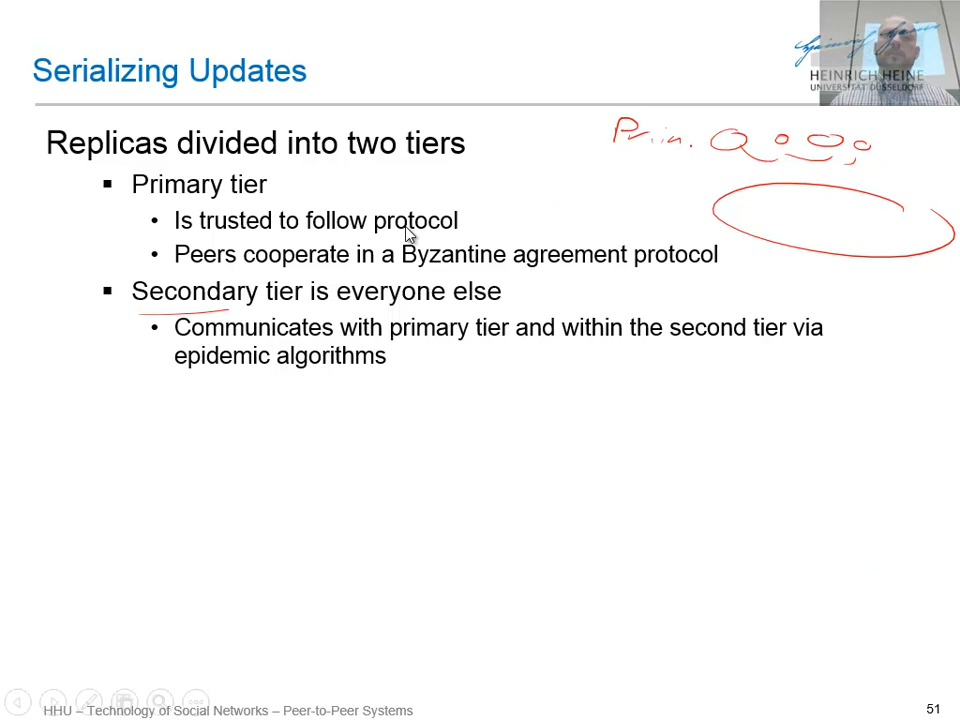 Serializing Updates
HEINRICH HEINE
UNIVERSITÄT DÜSSELDORF
Replicas divided into two tiers
Prim.
▪ Primary tier
• Is trusted to follow protocol
• Peers cooperate in a Byzantine agreement protocol
▪ Secondary tier is everyone else
• Communicates with primary tier and within the second tier via
epidemic algorithms
HHU – Technology of Social Networks – Peer-to-Peer Systems
51